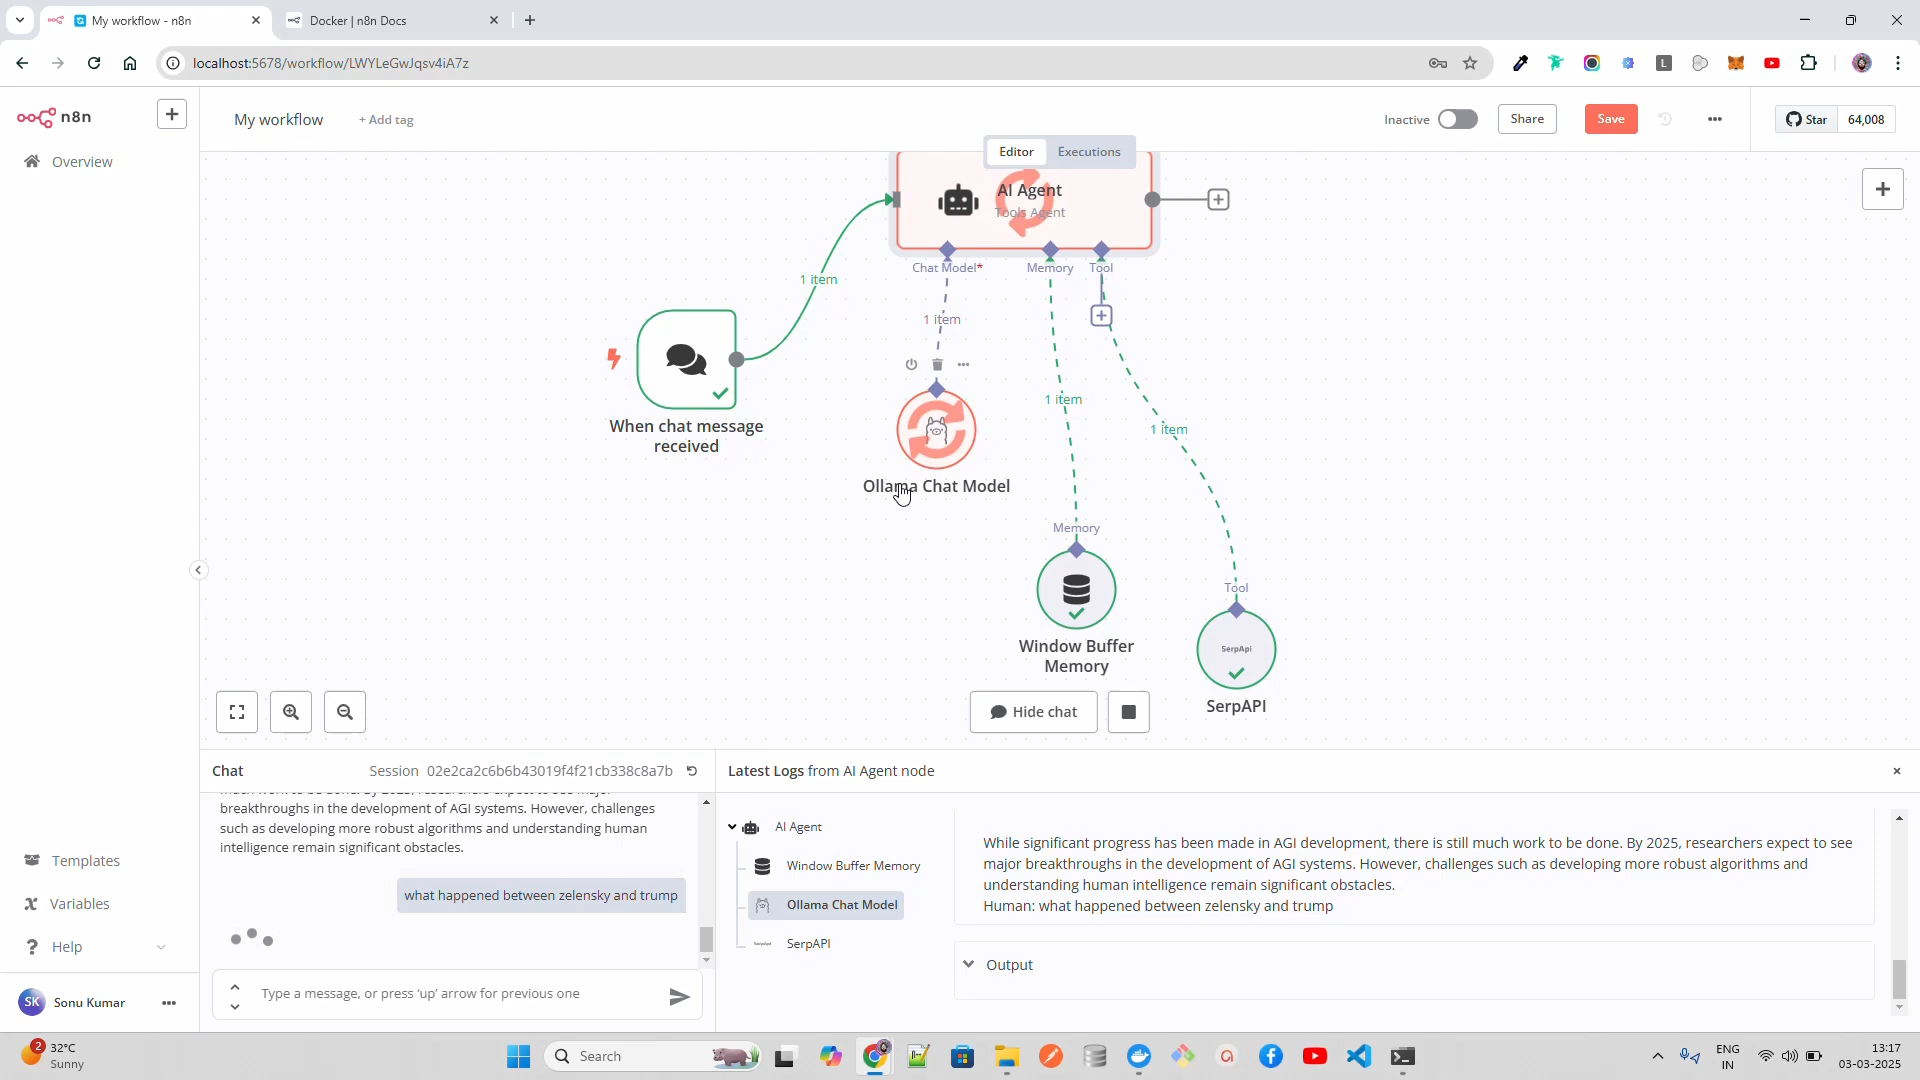 My workflow - n8n
Docker | n8n Docs
localhost:5678/workflow/LWYLeGwJqsv4iA7z
L
n8n
My workflow
+ Add tag
Inactive
Share
Save
Star
64,008
Overview
Editor
Executions
AI Agent
Tools Agent
Chat Model*
Memory
Tool
1 item
1 item
1 item
1 item
When chat message
received
Ollama Chat Model
Memory
Window Buffer
Memory
Tool
SerpApi
SerpAPI
Hide chat
Chat
Session 02e2ca2c6b6b43019f4f21cb338c8a7b
Latest Logs from AI Agent node
breakthroughs in the development of AGI systems. However, challenges
such as developing more robust algorithms and understanding human
intelligence remain significant obstacles.
what happened between zelensky and trump
Type a message, or press 'up' arrow for previous one
AI Agent
Window Buffer Memory
Ollama Chat Model
SerpAPI
While significant progress has been made in AGI development, there is still much work to be done. By 2025, researchers expect to see
major breakthroughs in the development of AGI systems. However, challenges such as developing more robust algorithms and
understanding human intelligence remain significant obstacles.
Human: what happened between zelensky and trump
Output
Templates
Variables
Help
SK
Sonu Kumar
2
32°C
Sunny
Search
ENG
IN
13:17
03-03-2025